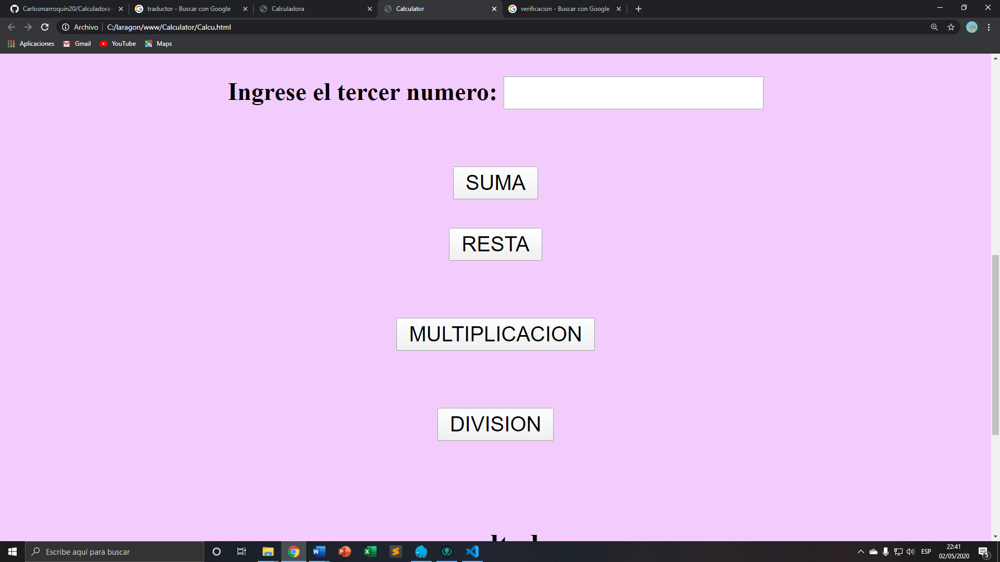 Carlosmarroquin20/Calculadora-
traductor - Buscar con Google
Calculadora
Calculator
verificacion - Buscar con Google
Archivo
C:/laragon/www/Calculator/Calcu.html
Aplicaciones
Gmail
YouTube
Maps
Ingrese el tercer numero:
SUMA
RESTA
MULTIPLICACION
DIVISION
Escribe aquí para buscar
ESP
22:41
02/05/2020
5